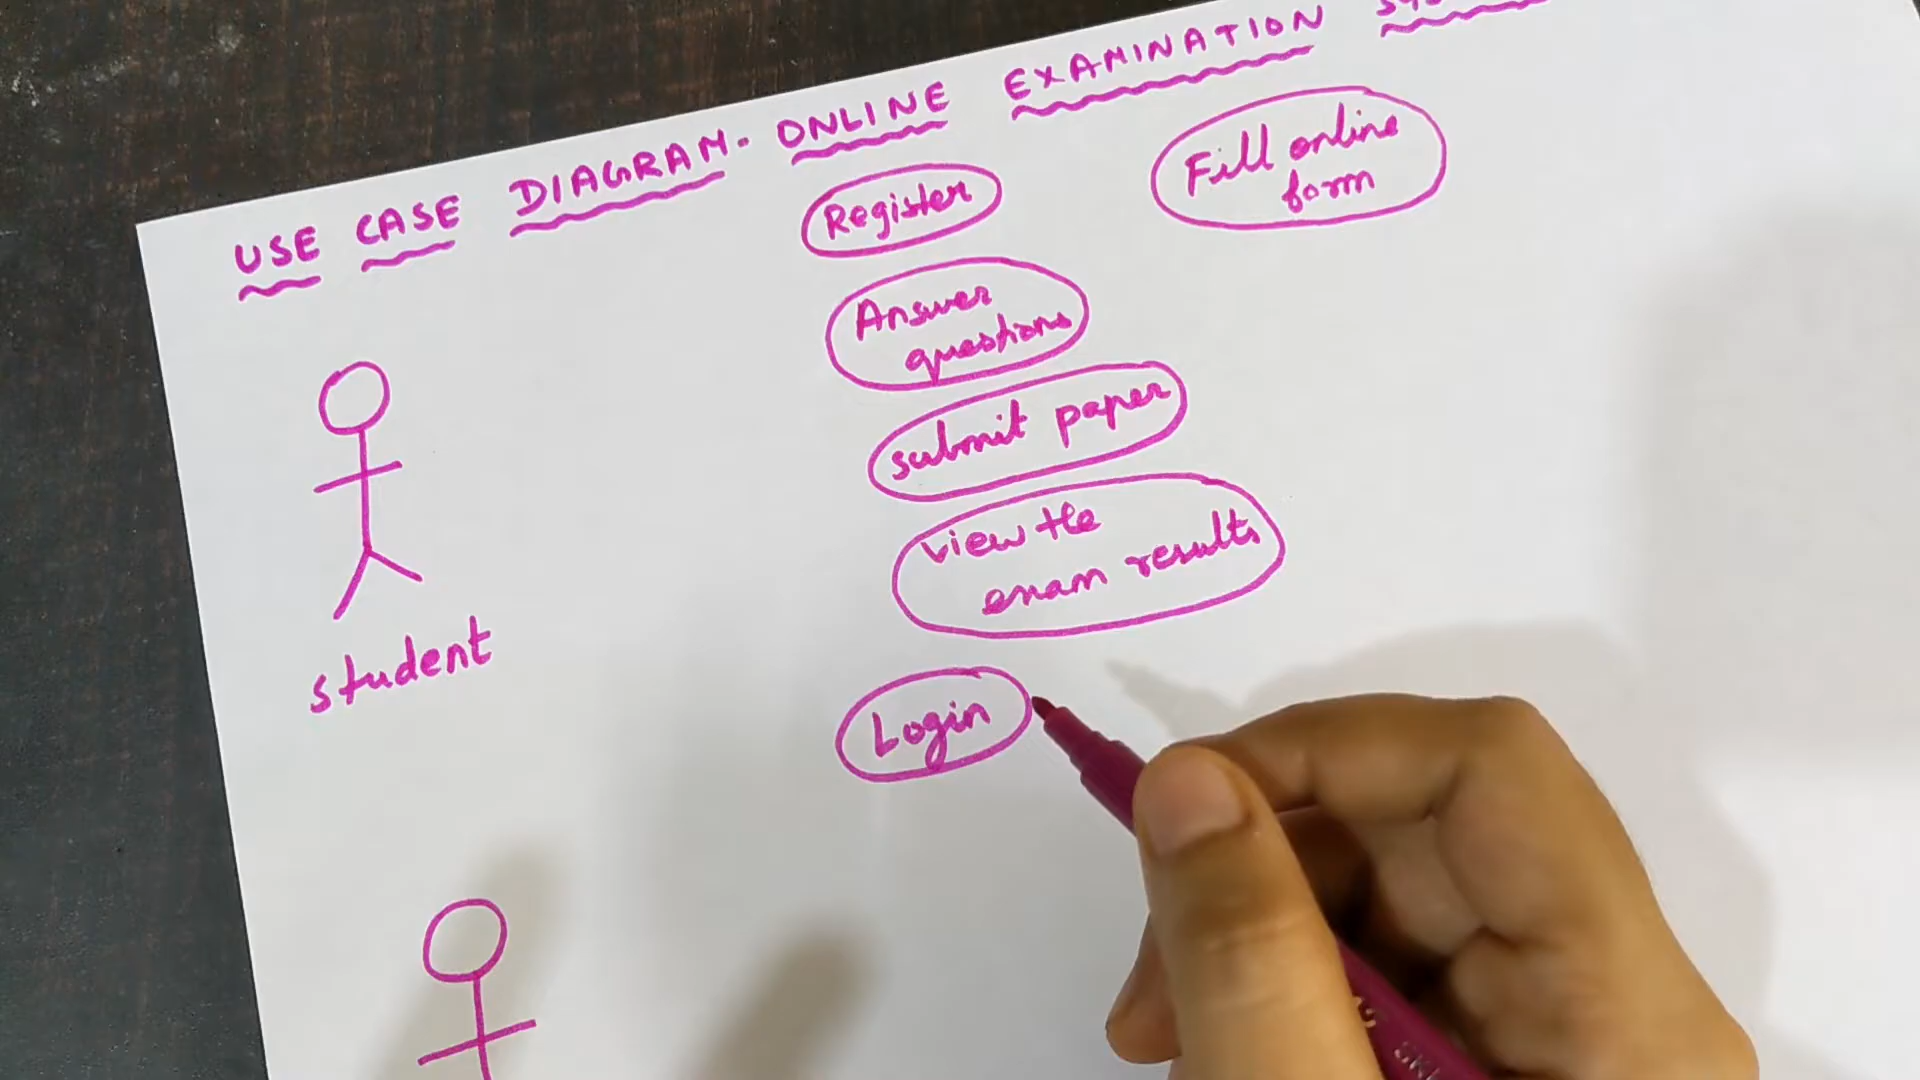 USE CASE DIAGRAM. ONLINE EXAMINATION
Register
Fill online
form
Answer
questions
submit paper
view the
exam results
student
Login